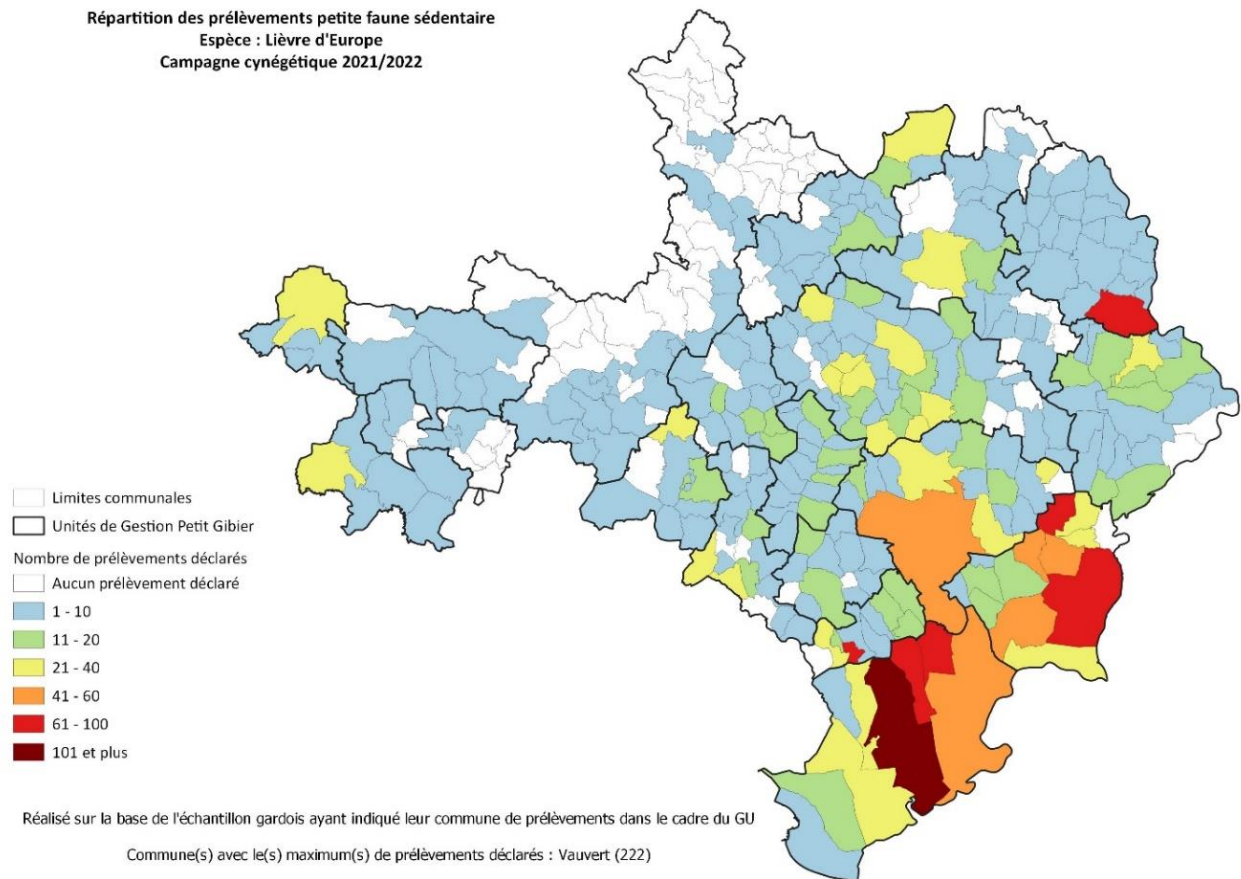 Répartition des prélèvements petite faune sédentaire
Espèce : Lièvre d'Europe
Campagne cynégétique 2021/2022
Limites communales
Unités de Gestion Petit Gibier
Nombre de prélèvements déclarés
Aucun prélèvement déclaré
1 - 10
11 - 20
21 - 40
41 - 60
61 - 100
101 et plus
Réalisé sur la base de l'échantillon gardois ayant indiqué leur commune de prélèvements dans le cadre du GU
Commune(s) avec le(s) maximum(s) de prélèvements déclarés : Vauvert (222)